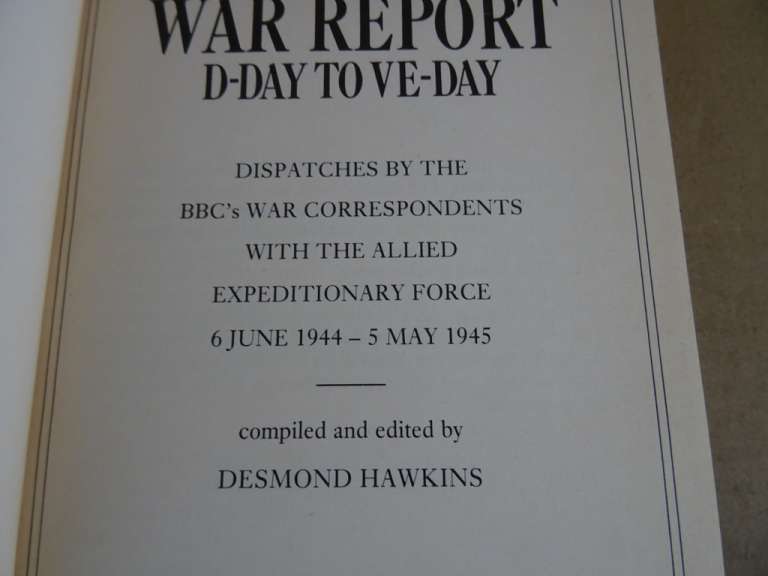 WAR REPORT
D-DAY TO VE-DAY
DISPATCHES BY THE
BBC's WAR CORRESPONDENTS
WITH THE ALLIED
EXPEDITIONARY FORCE
6 JUNE 1944 – 5 MAY 1945
compiled and edited by
DESMOND HAWKINS